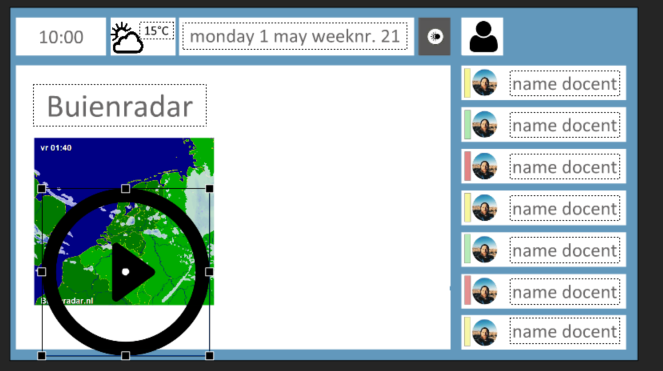 10:00
15°C
monday 1 may weeknr. 21
Buienradar
vr 01:40
name docent
name docent
name docent
name docent
name docent
name docent
name docent